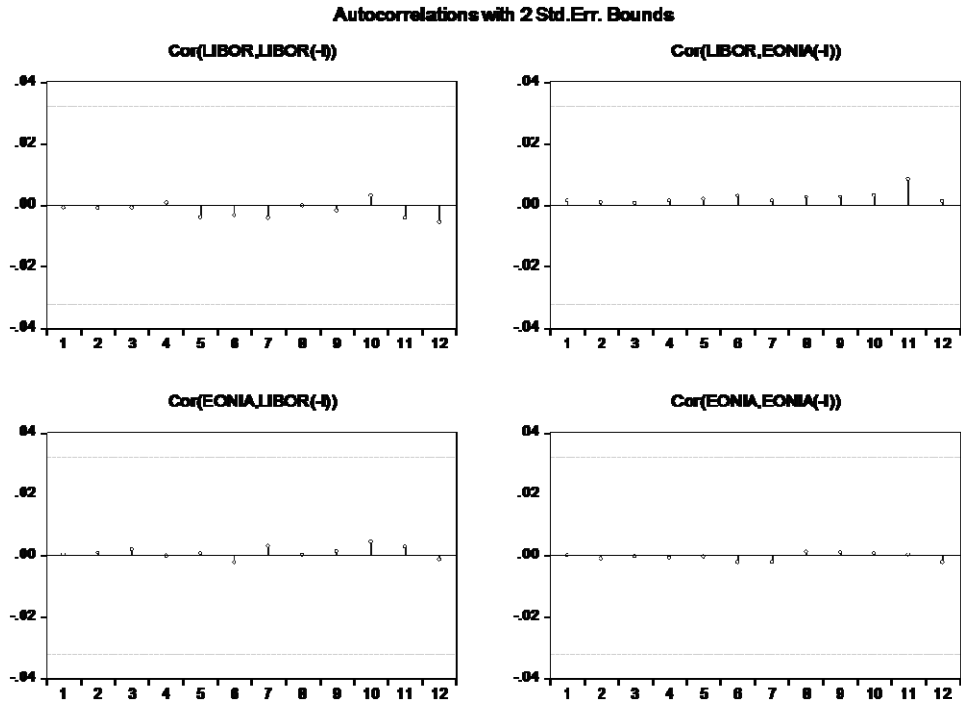 Autocorrelations with 2 Std.Err. Bounds
Cor(LIBOR,LIBOR(-i))
.04
.02
.00
-.02
-.04
1 2 3 4 5 6 7 8 9 10 11 12
Cor(LIBOR,EONIA(-i))
.04
.02
.00
-.02
-.04
1 2 3 4 5 6 7 8 9 10 11 12
Cor(EONIA,LIBOR(-i))
.04
.02
.00
-.02
-.04
1 2 3 4 5 6 7 8 9 10 11 12
Cor(EONIA,EONIA(-i))
.04
.02
.00
-.02
-.04
1 2 3 4 5 6 7 8 9 10 11 12